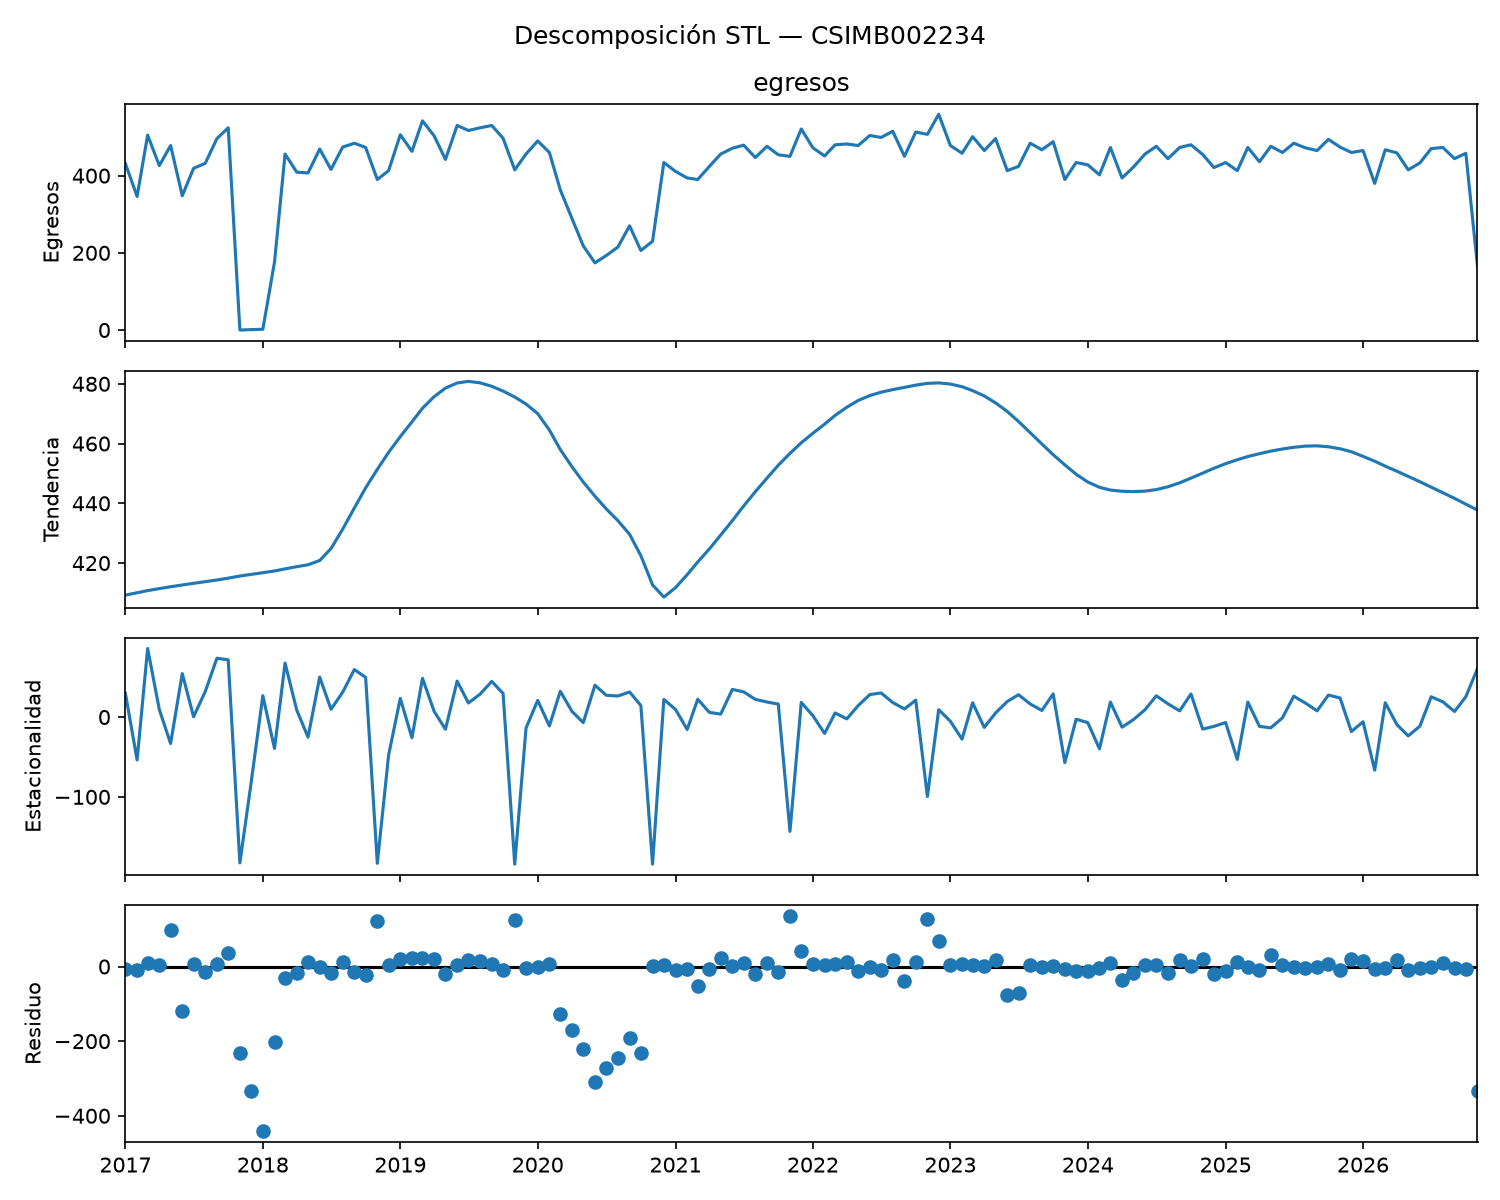 Descomposición STL — CSIMB002234
egresos
Egresos
400
200
0
Tendencia
480
460
440
420
Estacionalidad
0
−100
Residuo
0
−200
−400
2017 2018 2019 2020 2021 2022 2023 2024 2025 2026